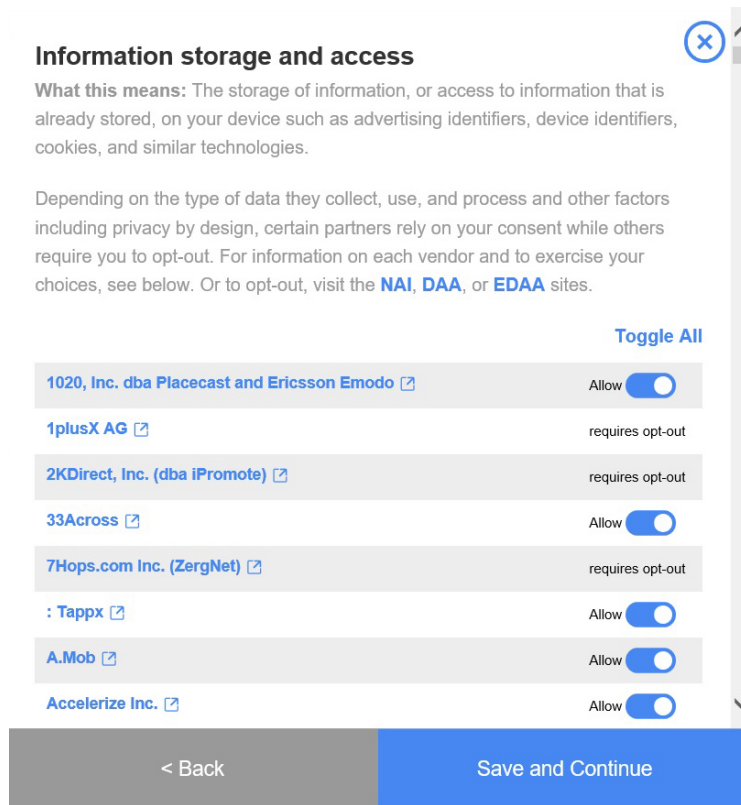 Information storage and access
What this means: The storage of information, or access to information that is
already stored, on your device such as advertising identifiers, device identifiers,
cookies, and similar technologies.
Depending on the type of data they collect, use, and process and other factors
including privacy by design, certain partners rely on your consent while others
require you to opt-out. For information on each vendor and to exercise your
choices, see below. Or to opt-out, visit the NAI, DAA, or EDAA sites.
Toggle All
1020, Inc. dba Placecast and Ericsson Emodo Allow
1plusX AG requires opt-out
2KDirect, Inc. (dba iPromote) requires opt-out
33Across Allow
7Hops.com Inc. (ZergNet) requires opt-out
: Tappx Allow
A.Mob Allow
Accelerize Inc. Allow
< Back Save and Continue